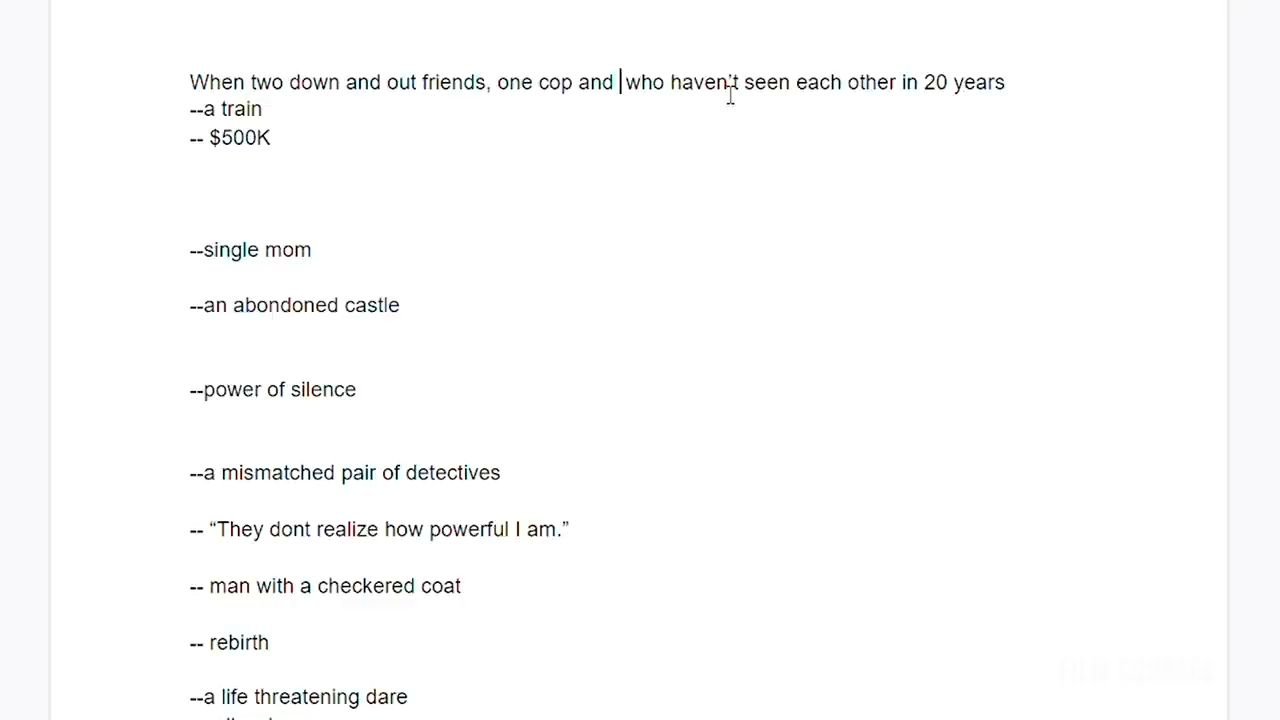 When two down and out friends, one cop and who haven't seen each other in 20 years
--a train
-- $500K
--single mom
--an abondoned castle
--power of silence
--a mismatched pair of detectives
-- “They dont realize how powerful I am.”
-- man with a checkered coat
-- rebirth
--a life threatening dare